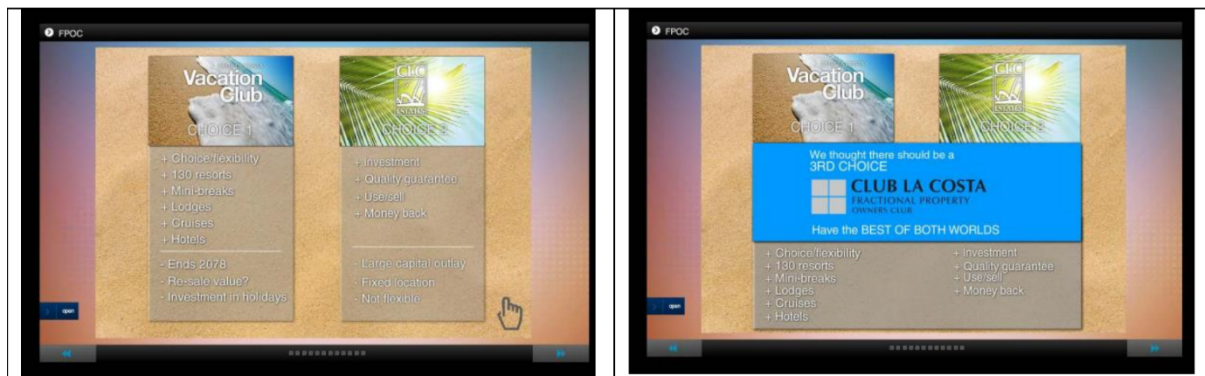 FPOC
Vacation
Club
CHOICE 1
+ Choice/flexibility
+ 130 resorts
+ Mini-breaks
+ Lodges
+ Cruises
+ Hotels
- Ends 2078
- Re-sale value?
- Investment in holidays
CLC
ESTATES
CHOICE 2
+ Investment
+ Quality guarantee
+ Use/sell
+ Money back
- Large capital outlay
- Fixed location
- Not flexible
open
FPOC
Vacation
Club
CHOICE 1
CLC
ESTATES
CHOICE 2
We thought there should be a
3RD CHOICE
CLUB LA COSTA
FRACTIONAL PROPERTY
OWNERS CLUB
Have the BEST OF BOTH WORLDS
+ Choice/flexibility
+ 130 resorts
+ Mini-breaks
+ Lodges
+ Cruises
+ Hotels
+ Investment
+ Quality guarantee
+ Use/sell
+ Money back
open